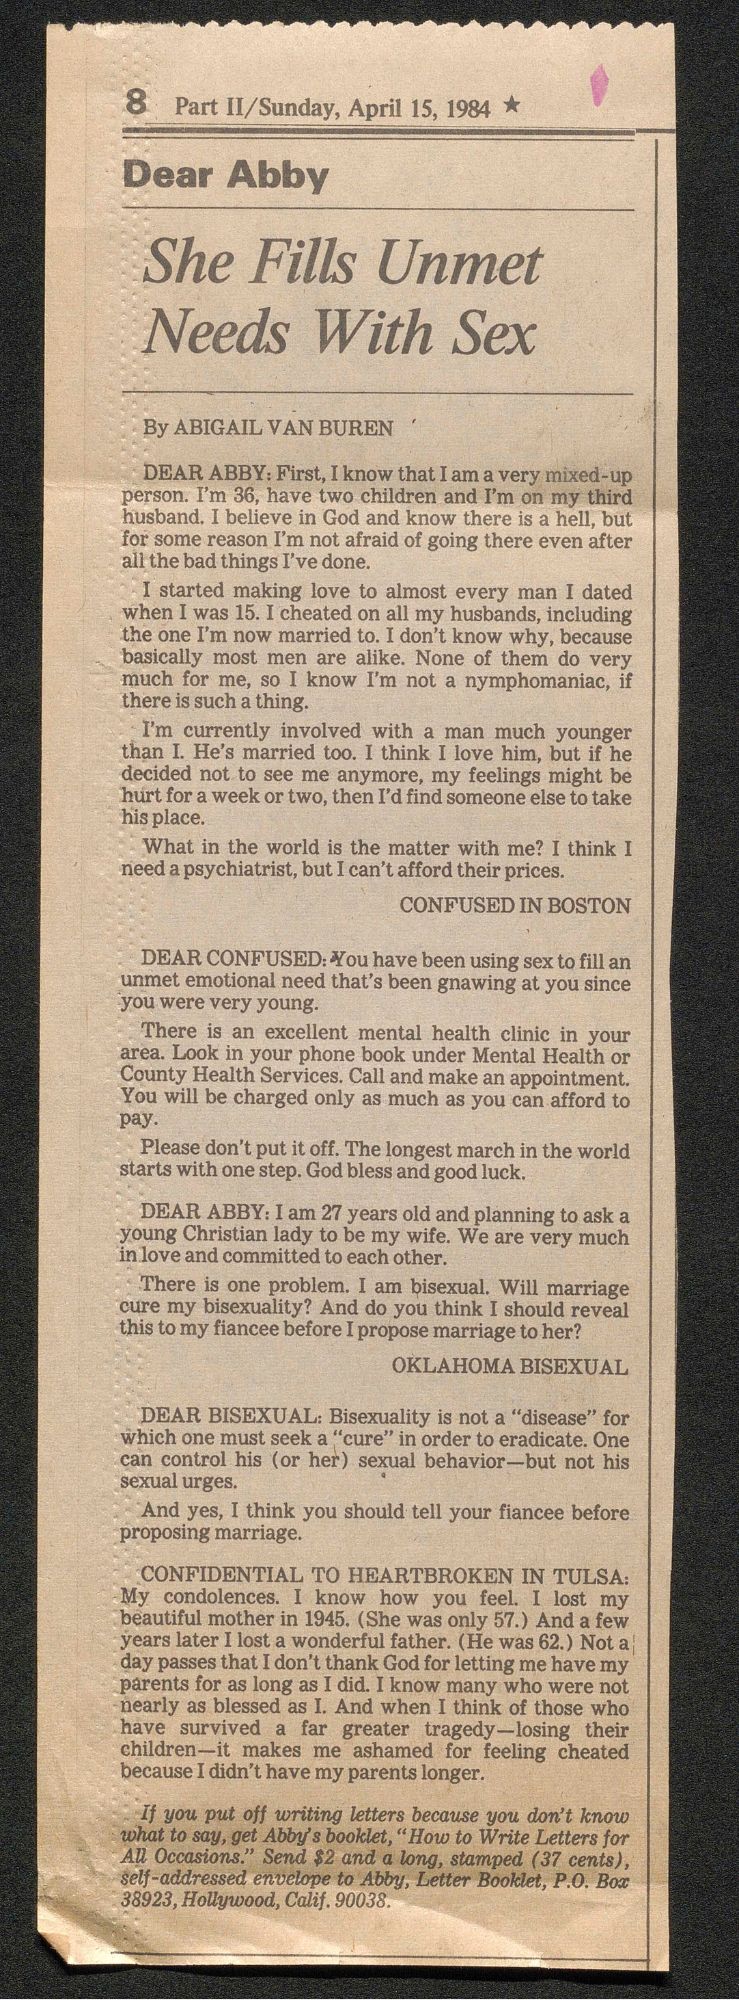 8 Part II/Sunday, April 15, 1984 ★
Dear Abby
She Fills Unmet
Needs With Sex
By ABIGAIL VAN BUREN
DEAR ABBY: First, I know that I am a very mixed-up
person. I'm 36, have two children and I'm on my third
husband. I believe in God and know there is a hell, but
for some reason I'm not afraid of going there even after
all the bad things I've done.
I started making love to almost every man I dated
when I was 15. I cheated on all my husbands, including
the one I'm now married to. I don't know why, because
basically most men are alike. None of them do very
much for me, so I know I'm not a nymphomaniac, if
there is such a thing.
I'm currently involved with a man much younger
than I. He's married too. I think I love him, but if he
decided not to see me anymore, my feelings might be
hurt for a week or two, then I'd find someone else to take
his place.
What in the world is the matter with me? I think I
need a psychiatrist, but I can't afford their prices.
CONFUSED IN BOSTON
DEAR CONFUSED: You have been using sex to fill an
unmet emotional need that's been gnawing at you since
you were very young.
There is an excellent mental health clinic in your
area. Look in your phone book under Mental Health or
County Health Services. Call and make an appointment.
You will be charged only as much as you can afford to
pay.
Please don't put it off. The longest march in the world
starts with one step. God bless and good luck.
DEAR ABBY: I am 27 years old and planning to ask a
young Christian lady to be my wife. We are very much
in love and committed to each other.
There is one problem. I am bisexual. Will marriage
cure my bisexuality? And do you think I should reveal
this to my fiancee before I propose marriage to her?
OKLAHOMA BISEXUAL
DEAR BISEXUAL: Bisexuality is not a "disease" for
which one must seek a "cure" in order to eradicate. One
can control his (or her) sexual behavior—but not his
sexual urges.
And yes, I think you should tell your fiancee before
proposing marriage.
CONFIDENTIAL TO HEARTBROKEN IN TULSA:
My condolences. I know how you feel. I lost my
beautiful mother in 1945. (She was only 57.) And a few
years later I lost a wonderful father. (He was 62.) Not a
day passes that I don't thank God for letting me have my
parents for as long as I did. I know many who were not
nearly as blessed as I. And when I think of those who
have survived a far greater tragedy—losing their
children—it makes me ashamed for feeling cheated
because I didn't have my parents longer.
If you put off writing letters because you don't know
what to say, get Abby's booklet, "How to Write Letters for
All Occasions." Send $2 and a long, stamped (37 cents),
self-addressed envelope to Abby, Letter Booklet, P.O. Box
38923, Hollywood, Calif. 90038.